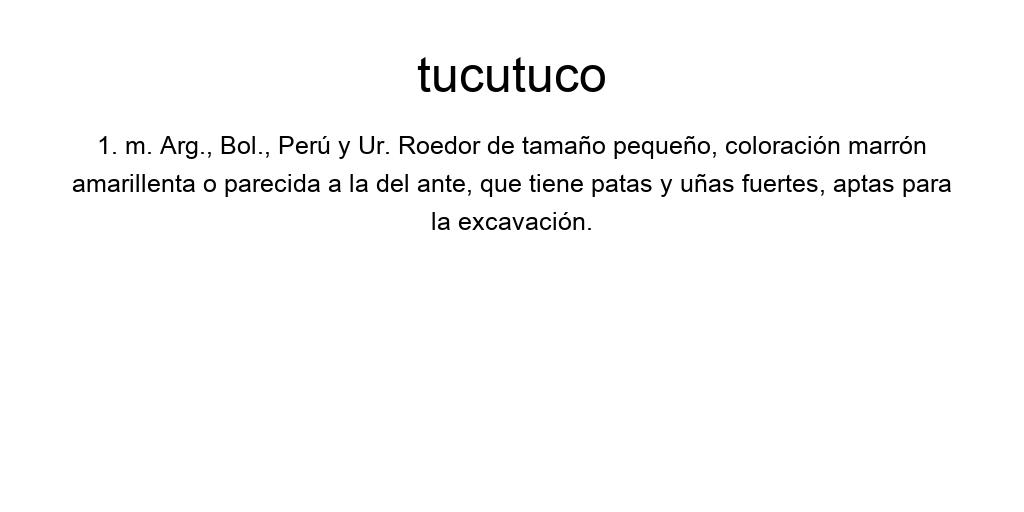 tucutuco
1. m. Arg., Bol., Perú y Ur. Roedor de tamaño pequeño, coloración marrón
amarillenta o parecida a la del ante, que tiene patas y uñas fuertes, aptas para
la excavación.